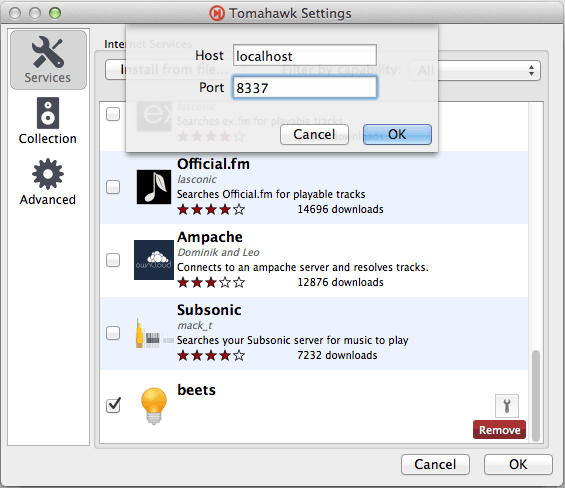 Tomahawk Settings
Services
Collection
Advanced
Internet Services
Install from file...
Filter by capability: All
Host localhost
Port 8337
Cancel OK
lasconic
Searches ex.fm for playable tracks
Official.fm
lasconic
Searches Official.fm for playable tracks
14696 downloads
Ampache
Dominik and Leo
Connects to an ampache server and resolves tracks.
12876 downloads
ownCloud
Subsonic
mack_t
Searches your Subsonic server for music to play
7232 downloads
beets
Remove
Cancel OK